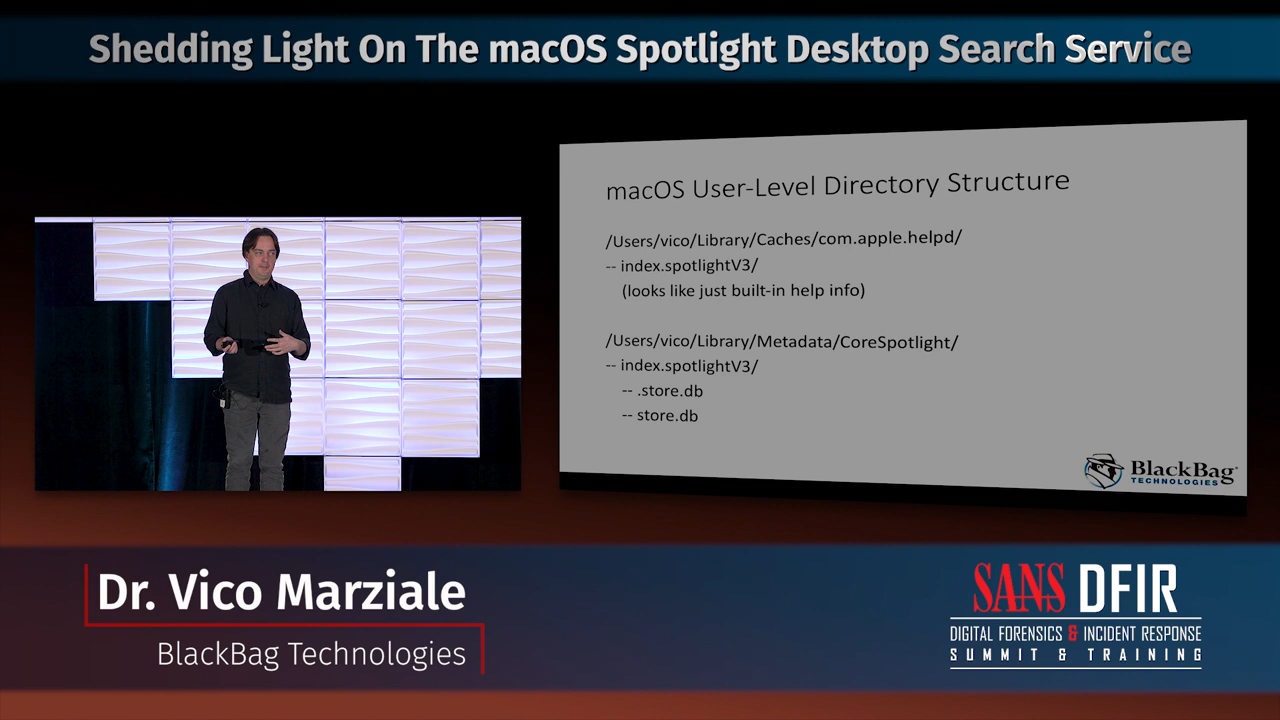 Shedding Light On The macOS Spotlight Desktop Search Service
macOS User-Level Directory Structure
/Users/vico/Library/Caches/com.apple.helpd/
-- index.spotlightV3/
(looks like just built-in help info)
/Users/vico/Library/Metadata/CoreSpotlight/
-- index.spotlightV3/
-- .store.db
-- store.db
BlackBag
TECHNOLOGIES
Dr. Vico Marziale
BlackBag Technologies
SANS DFIR
DIGITAL FORENSICS & INCIDENT RESPONSE
SUMMIT & TRAINING